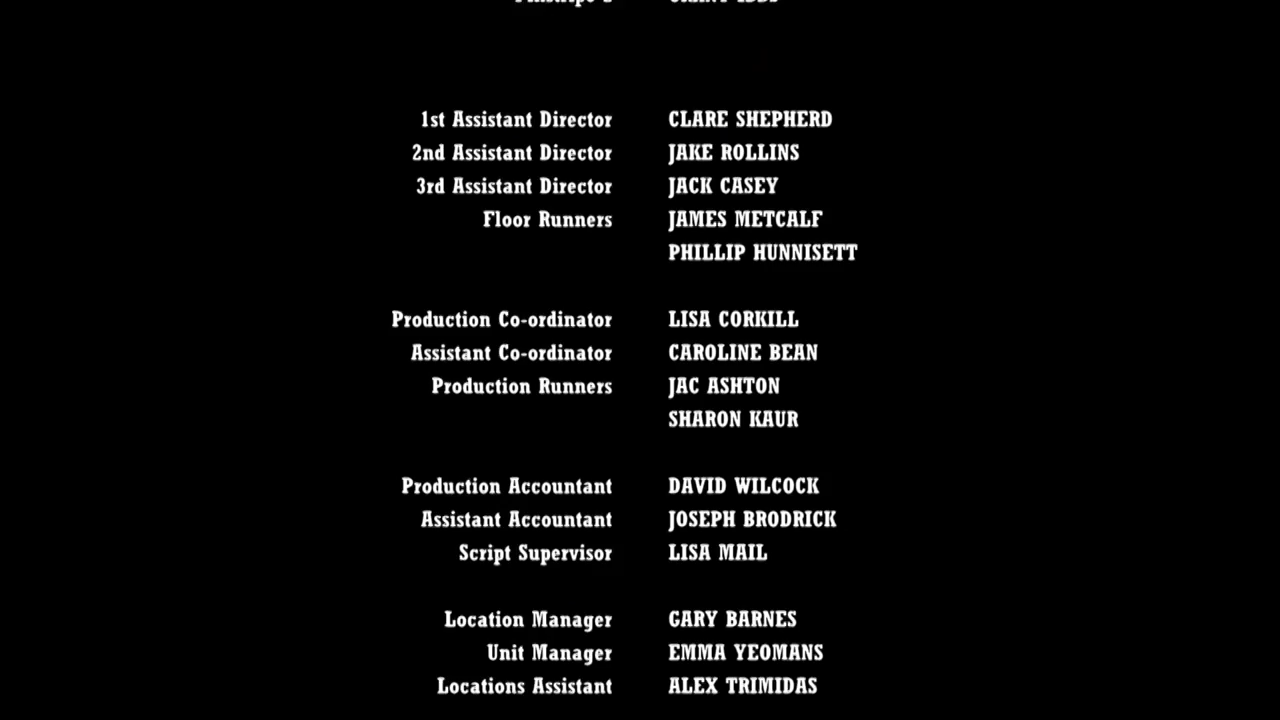 1st Assistant Director CLARE SHEPHERD
2nd Assistant Director JAKE ROLLINS
3rd Assistant Director JACK CASEY
Floor Runners JAMES METCALF
PHILLIP HUNNISETT
Production Co-ordinator LISA CORKILL
Assistant Co-ordinator CAROLINE BEAN
Production Runners JAC ASHTON
SHARON KAUR
Production Accountant DAVID WILCOCK
Assistant Accountant JOSEPH BRODRICK
Script Supervisor LISA MAIL
Location Manager GARY BARNES
Unit Manager EMMA YEOMANS
Locations Assistant ALEX TRIMIDAS